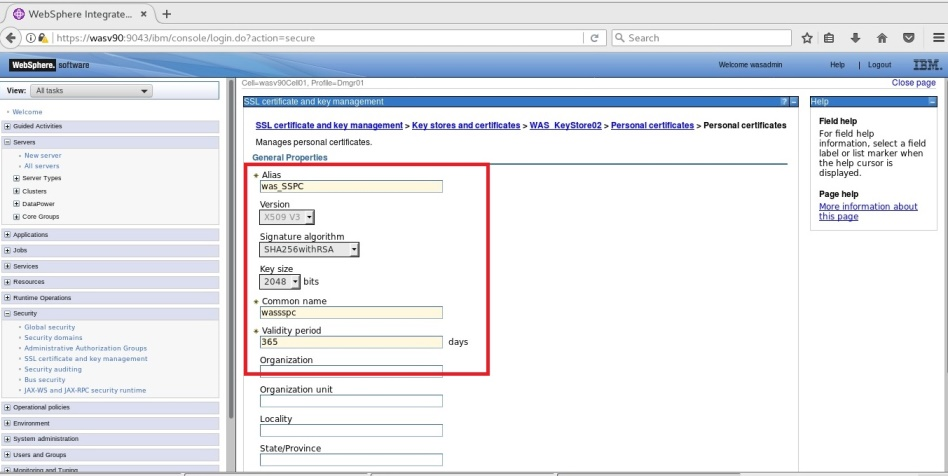 WebSphere Integrate...
https://wasv90:9043/ibm/console/login.do?action=secure
Search
WebSphere. software
Welcome wasadmin
Help | Logout
IBM.
View: All tasks
Welcome
Guided Activities
Servers
New server
All servers
Server Types
Clusters
DataPower
Core Groups
Applications
Jobs
Services
Resources
Runtime Operations
Security
Global security
Security domains
Administrative Authorization Groups
SSL certificate and key management
Security auditing
Bus security
JAX-WS and JAX-RPC security runtime
Operational policies
Environment
System administration
Users and Groups
Monitoring and Tuning
Cell=wasv90Cell01, Profile=Dmgr01
Close page
SSL certificate and key management
SSL certificate and key management > Key stores and certificates > WAS_KeyStore02 > Personal certificates > Personal certificates
Manages personal certificates.
General Properties
* Alias
was_SSPC
Version
X509 V3
Signature algorithm
SHA256withRSA
Key size
2048 bits
* Common name
wassspc
* Validity period
365 days
Organization
Organization unit
Locality
State/Province
Help
Field help
For field help
information, select a field
label or list marker when
the help cursor is
displayed.
Page help
More information about
this page